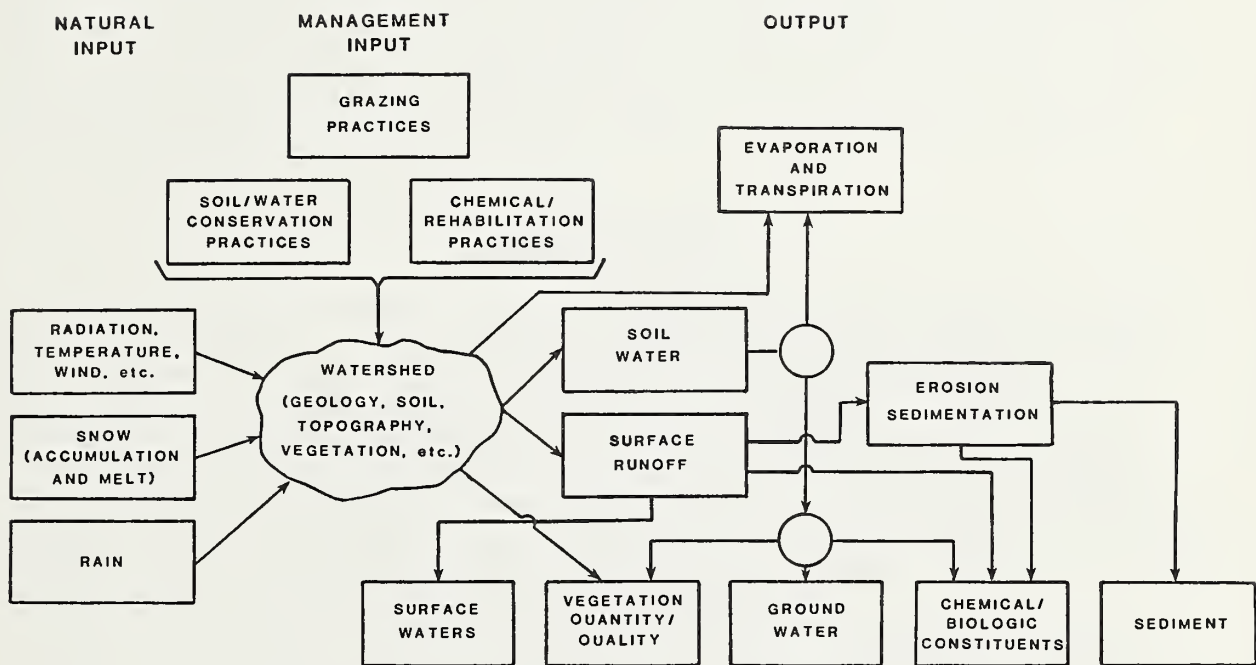 NATURAL
INPUT
MANAGEMENT
INPUT
OUTPUT
GRAZING
PRACTICES
SOIL/WATER
CONSERVATION
PRACTICES
CHEMICAL/
REHABILITATION
PRACTICES
EVAPORATION
AND
TRANSPIRATION
RADIATION,
TEMPERATURE,
WIND, etc.
SNOW
(ACCUMULATION
AND MELT)
RAIN
WATERSHED
(GEOLOGY, SOIL,
TOPOGRAPHY,
VEGETATION, etc.)
SOIL
WATER
SURFACE
RUNOFF
EROSION
SEDIMENTATION
SURFACE
WATERS
VEGETATION
QUANTITY/
QUALITY
GROUND
WATER
CHEMICAL/
BIOLOGIC
CONSTITUENTS
SEDIMENT